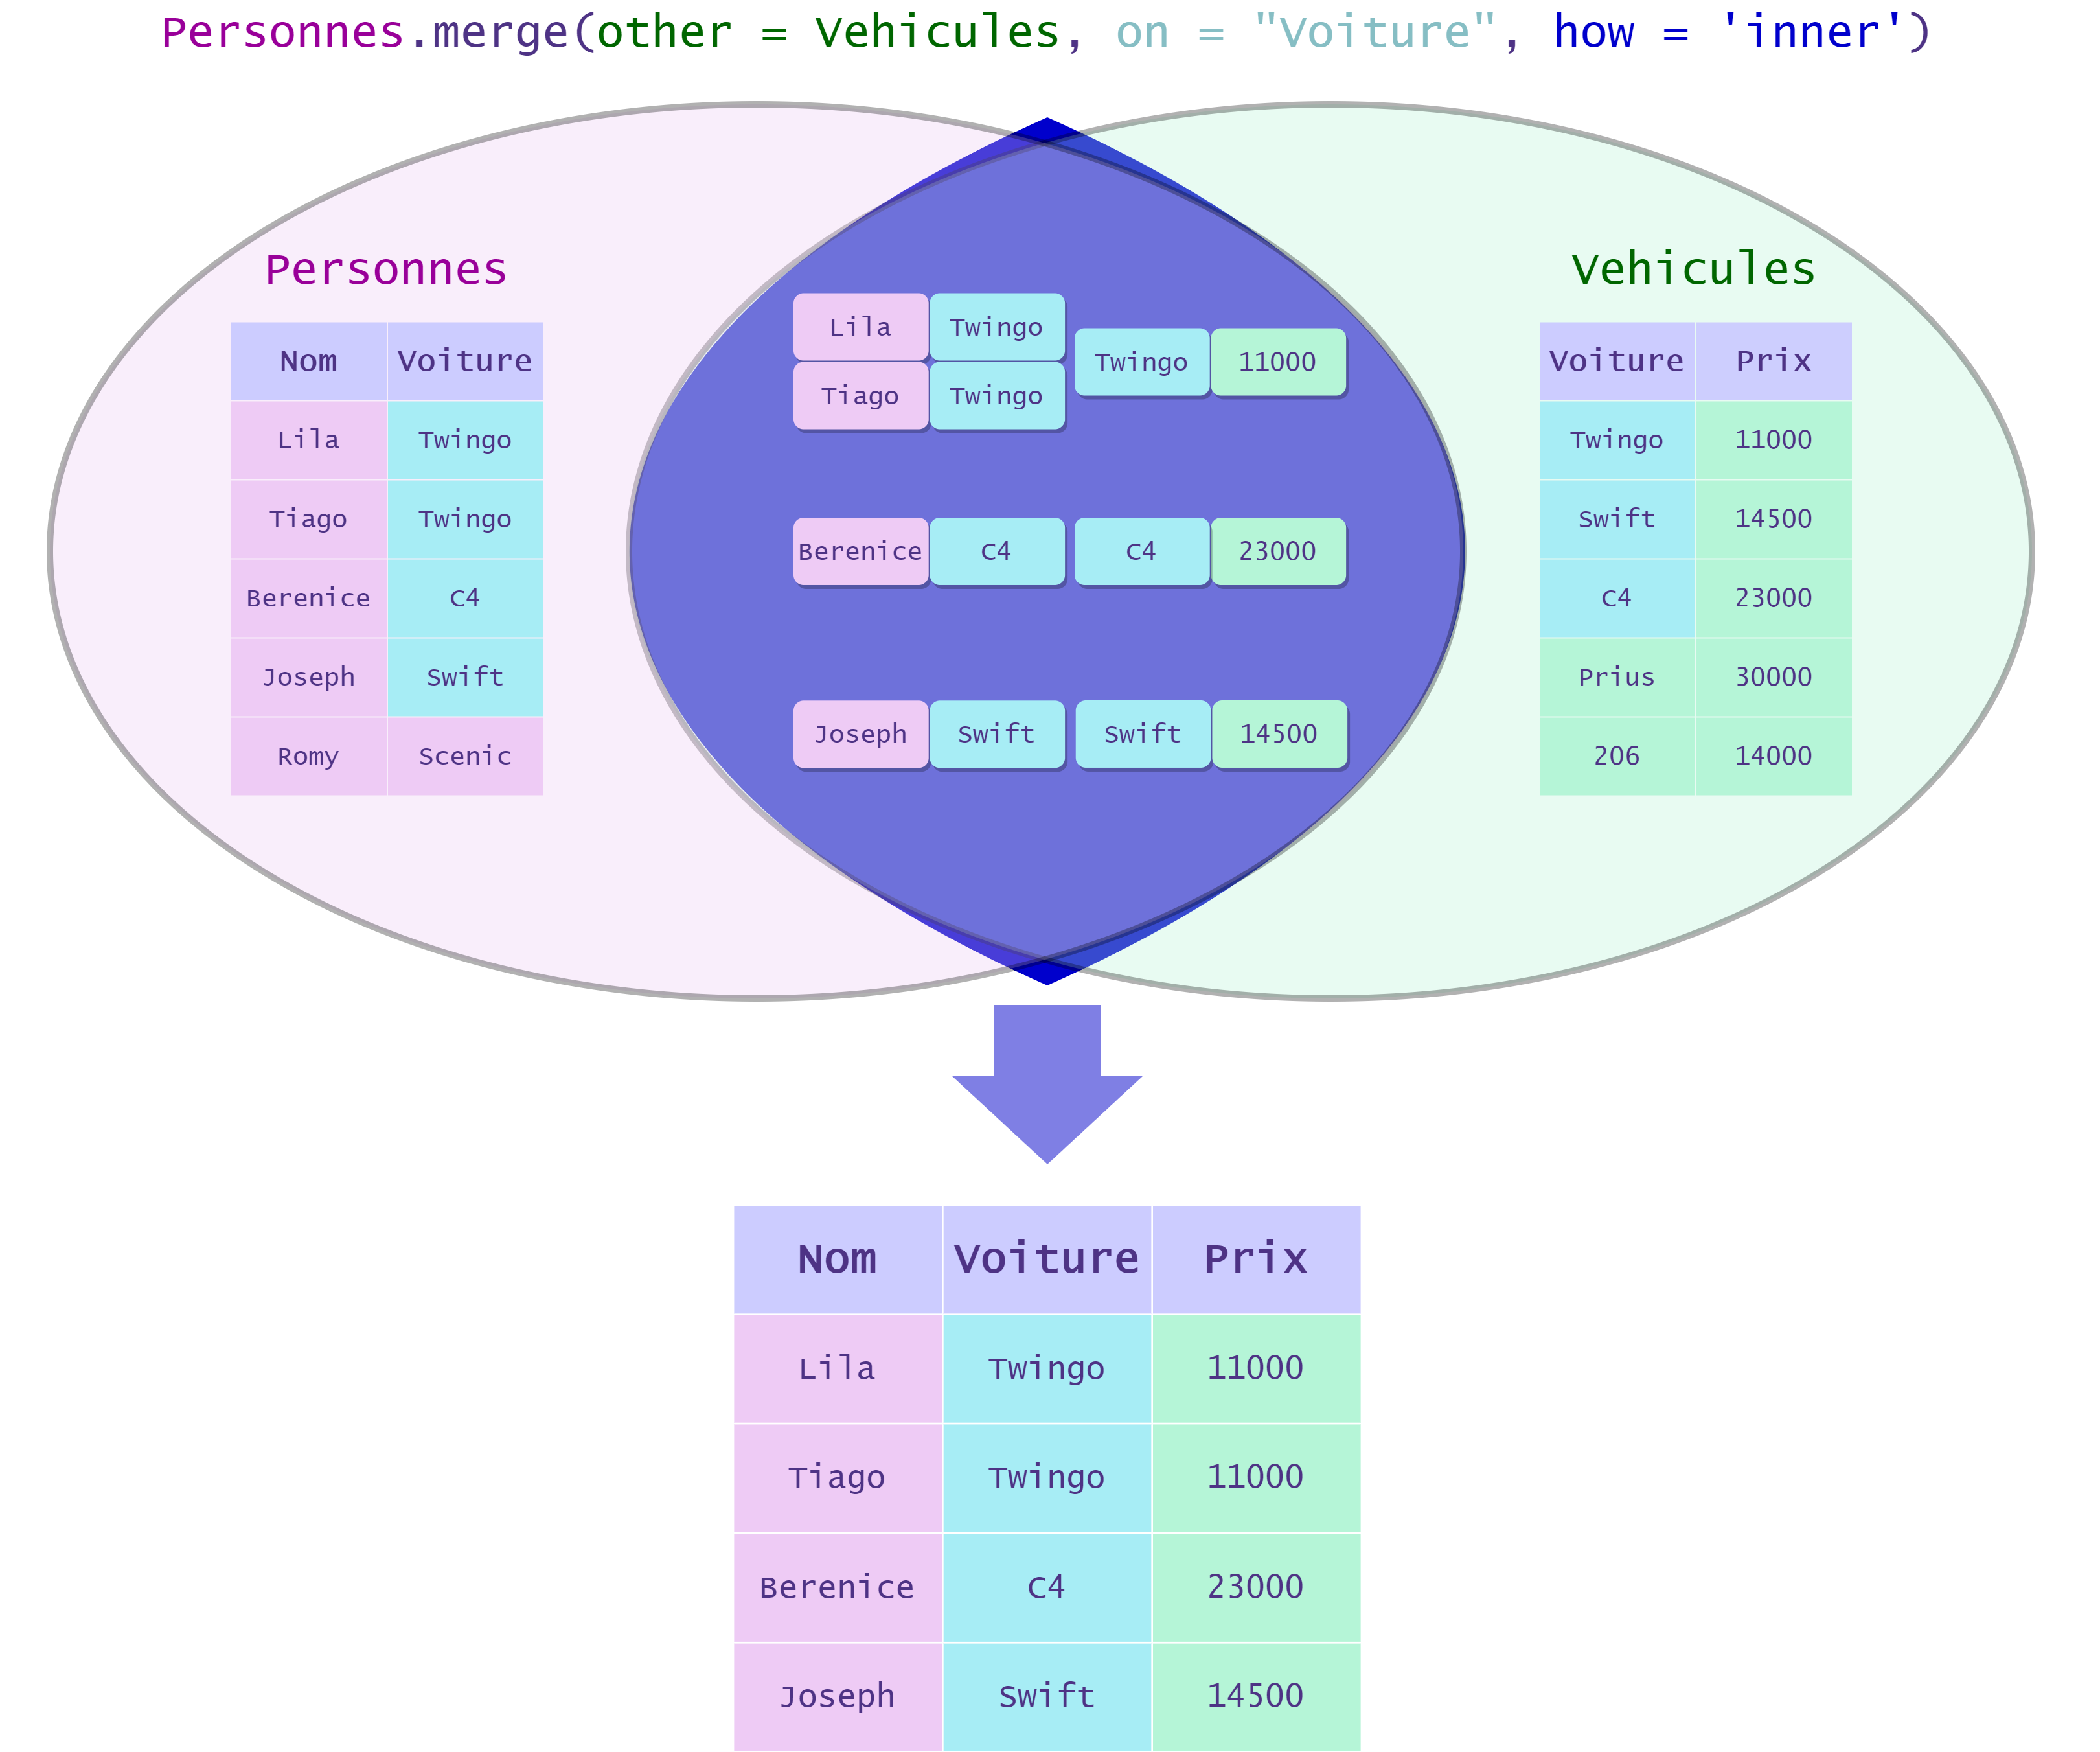 Personnes.merge(other = Vehicules, on = "Voiture", how = 'inner')
Personnes
Nom Voiture
Lila Twingo
Tiago Twingo
Berenice C4
Joseph Swift
Romy Scenic
Lila Twingo
Tiago Twingo
Twingo 11000
Berenice C4 C4 23000
Joseph Swift Swift 14500
Vehicules
Voiture Prix
Twingo 11000
Swift 14500
C4 23000
Prius 30000
206 14000
Nom Voiture Prix
Lila Twingo 11000
Tiago Twingo 11000
Berenice C4 23000
Joseph Swift 14500